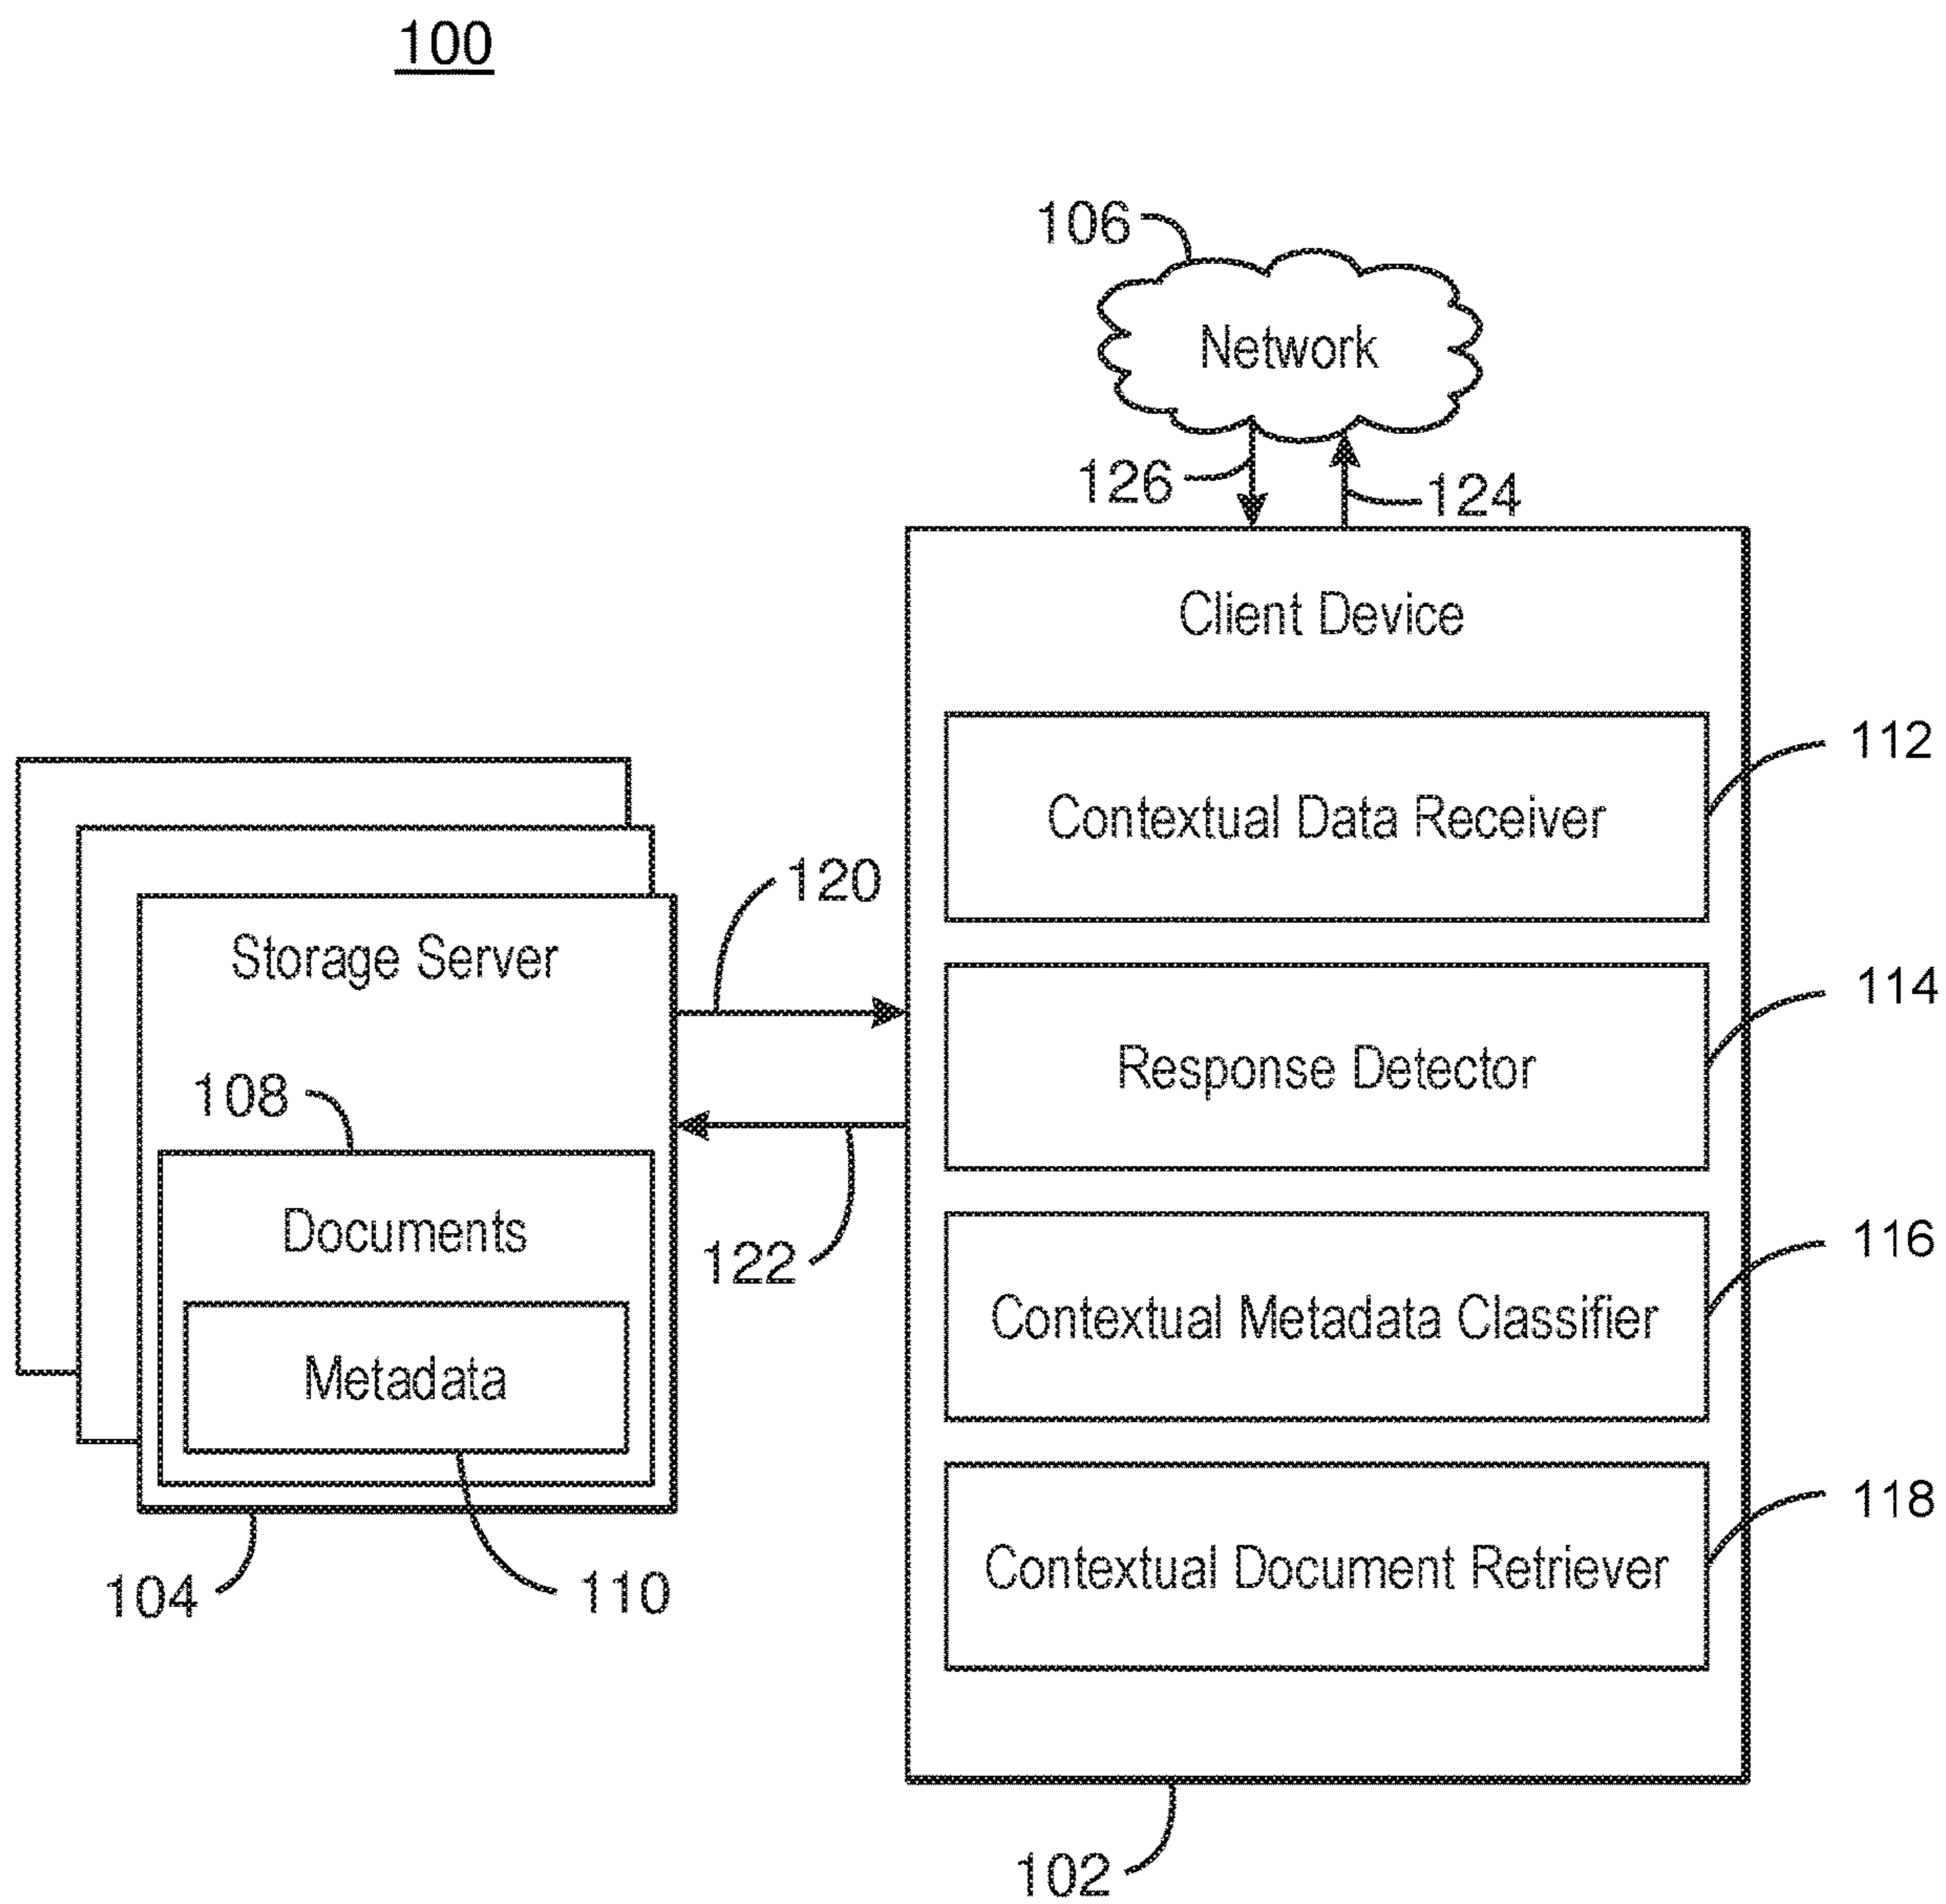 100
106
Network
126
124
Client Device
112
Contextual Data Receiver
120
Storage Server
114
Response Detector
108
Documents
122
116
Contextual Metadata Classifier
Metadata
118
Contextual Document Retriever
104
110
102